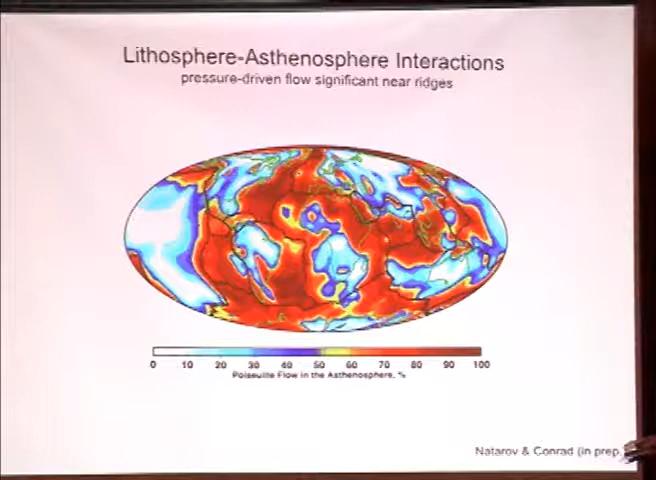 Lithosphere-Asthenosphere Interactions
pressure-driven flow significant near ridges
0 10 20 30 40 50 60 70 80 90 100
Poiseuille Flow in the Asthenosphere, %
Natarov & Conrad (in prep.